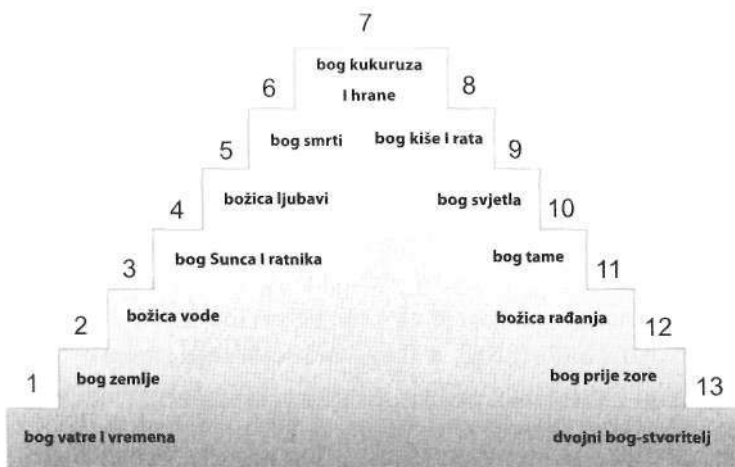 7
bog kukuruza
I hrane
6
8
bog smrti
bog kiše I rata
5
9
božica ljubavi
bog svjetla
4
10
bog Sunca I ratnika
bog tame
3
11
božica vode
božica rađanja
2
12
bog zemlje
bog prije zore
1
13
bog vatre I vremena
dvojni bog-stvoritelj